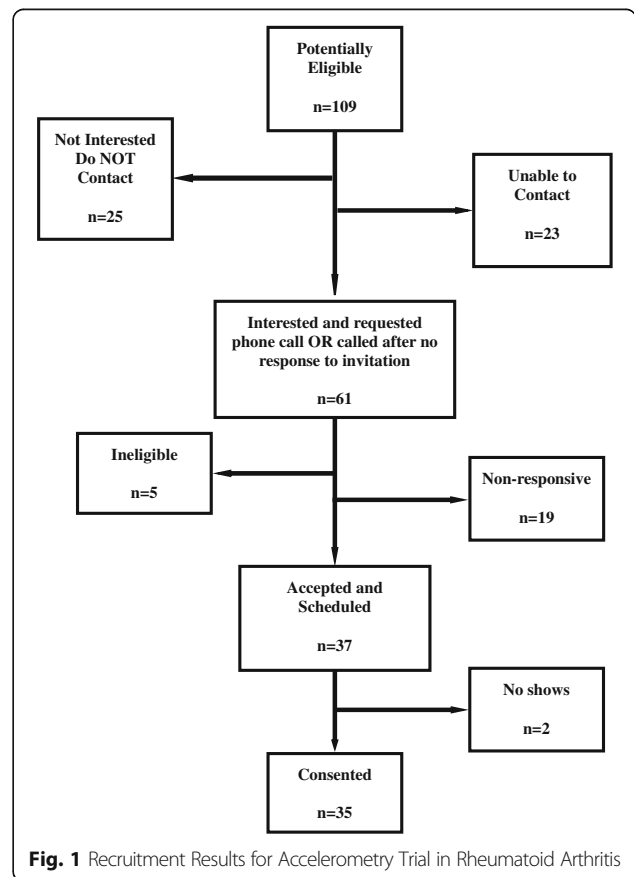 Potentially
Eligible
n=109
Not Interested
Do NOT
Contact
n=25
Unable to
Contact
n=23
Interested and requested
phone call OR called after no
response to invitation
n=61
Ineligible
n=5
Non-responsive
n=19
Accepted and
Scheduled
n=37
No shows
n=2
Consented
n=35
Fig. 1 Recruitment Results for Accelerometry Trial in Rheumatoid Arthritis